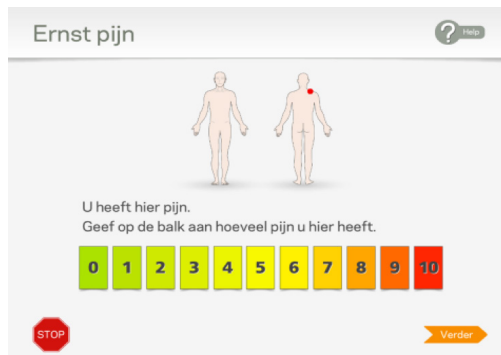 Ernst pijn
? Help
U heeft hier pijn.
Geef op de balk aan hoeveel pijn u hier heeft.
0 1 2 3 4 5 6 7 8 9 10
STOP
Verder